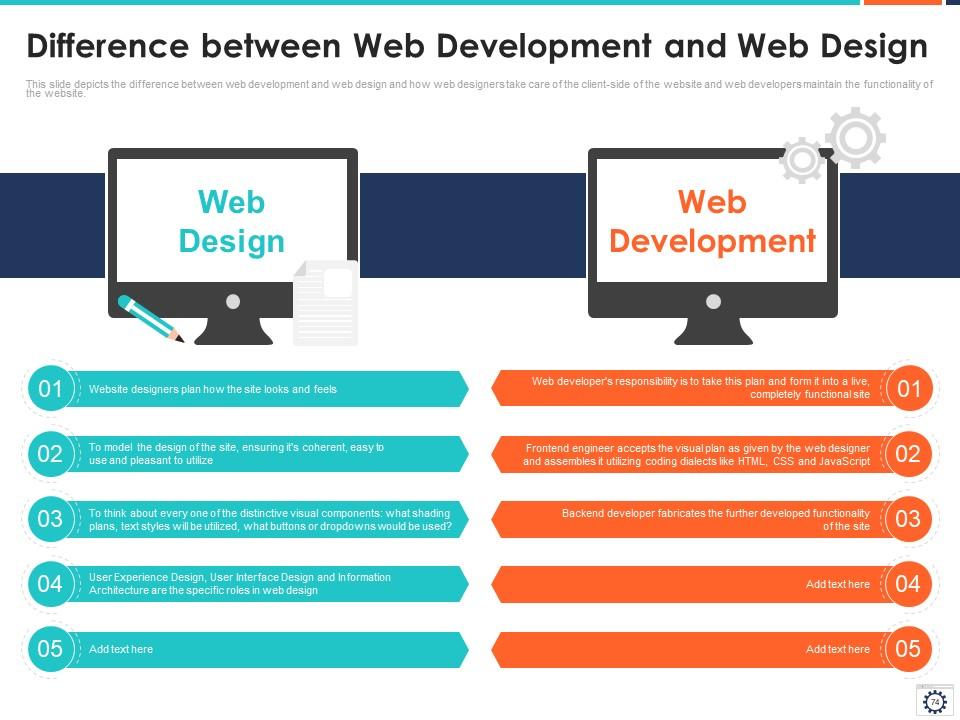 Difference between Web Development and Web Design
This slide depicts the difference between web development and web design and how web designers take care of the client-side of the website and web developers maintain the functionality of
the website.
Web
Design
Web
Development
01
Website designers plan how the site looks and feels
02
To model the design of the site, ensuring it's coherent, easy to
use and pleasant to utilize
03
To think about every one of the distinctive visual components: what shading
plans, text styles will be utilized, what buttons or dropdowns would be used?
04
User Experience Design, User Interface Design and Information
Architecture are the specific roles in web design
05
Add text here
Web developer's responsibility is to take this plan and form it into a live,
completely functional site
01
Frontend engineer accepts the visual plan as given by the web designer
and assembles it utilizing coding dialects like HTML, CSS and JavaScript
02
Backend developer fabricates the further developed functionality
of the site
03
Add text here
04
Add text here
05
74